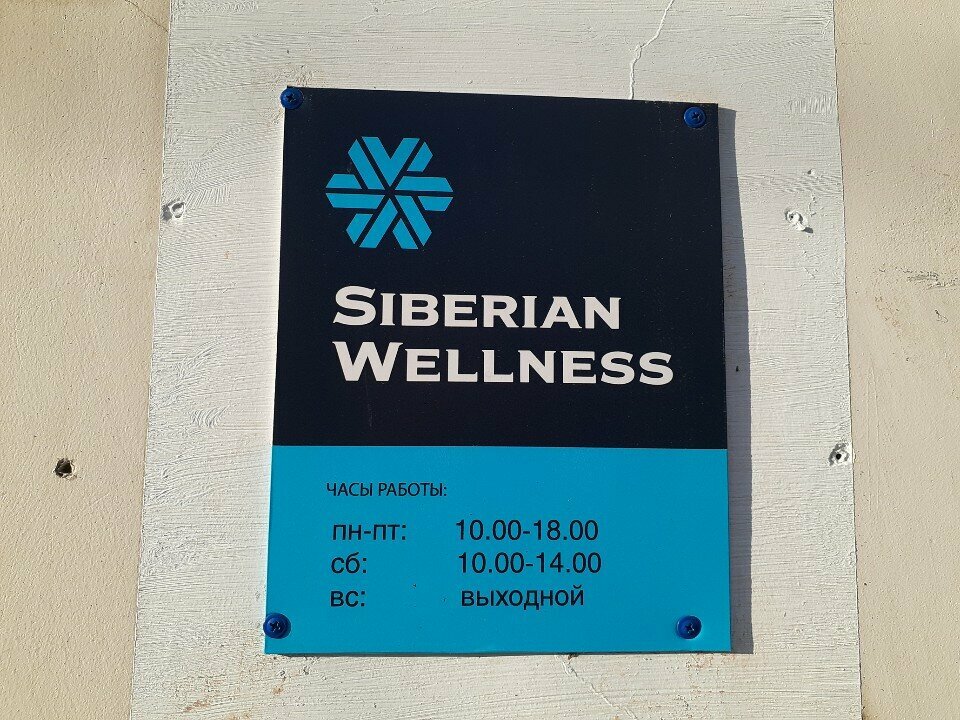 SIBERIAN
WELLNESS
ЧАСЫ РАБОТЫ:
пн-пт: 10.00-18.00
сб: 10.00-14.00
вс: выходной